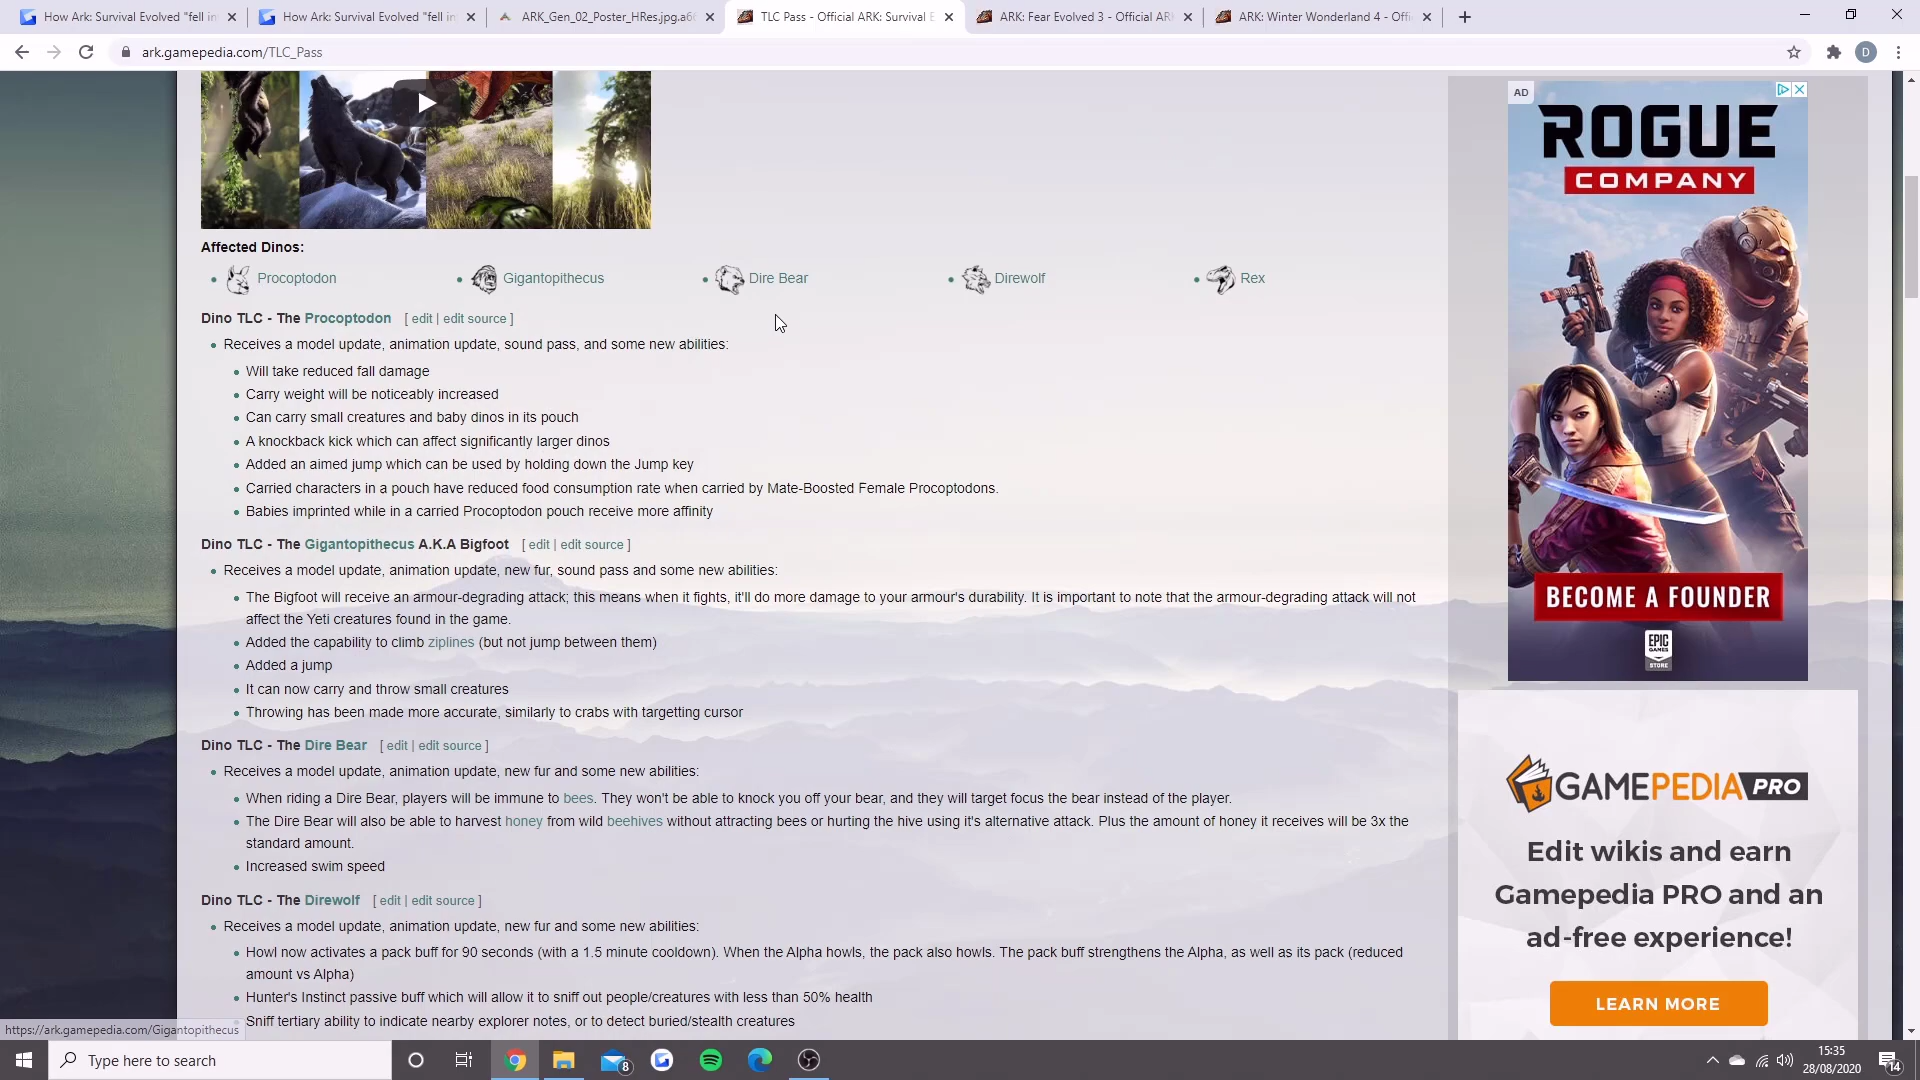 How Ark: Survival Evolved "fell in
How Ark: Survival Evolved "fell in
ARK_Gen_02_Poster_HRes.jpg.a6
TLC Pass - Official ARK: Survival E
ARK: Fear Evolved 3 - Official AR
ARK: Winter Wonderland 4 - Offi
ark.gamepedia.com/TLC_Pass
D
Affected Dinos:
Procoptodon
Gigantopithecus
Dire Bear
Direwolf
Rex
Dino TLC - The Procoptodon [ edit | edit source ]
Receives a model update, animation update, sound pass, and some new abilities:
Will take reduced fall damage
Carry weight will be noticeably increased
Can carry small creatures and baby dinos in its pouch
A knockback kick which can affect significantly larger dinos
Added an aimed jump which can be used by holding down the Jump key
Carried characters in a pouch have reduced food consumption rate when carried by Mate-Boosted Female Procoptodons.
Babies imprinted while in a carried Procoptodon pouch receive more affinity
Dino TLC - The Gigantopithecus A.K.A Bigfoot [ edit | edit source ]
Receives a model update, animation update, new fur, sound pass and some new abilities:
The Bigfoot will receive an armour-degrading attack; this means when it fights, it'll do more damage to your armour's durability. It is important to note that the armour-degrading attack will not
affect the Yeti creatures found in the game.
Added the capability to climb ziplines (but not jump between them)
Added a jump
It can now carry and throw small creatures
Throwing has been made more accurate, similarly to crabs with targetting cursor
Dino TLC - The Dire Bear [ edit | edit source ]
Receives a model update, animation update, new fur and some new abilities:
When riding a Dire Bear, players will be immune to bees. They won't be able to knock you off your bear, and they will target focus the bear instead of the player.
The Dire Bear will also be able to harvest honey from wild beehives without attracting bees or hurting the hive using it's alternative attack. Plus the amount of honey it receives will be 3x the
standard amount.
Increased swim speed
Dino TLC - The Direwolf [ edit | edit source ]
Receives a model update, animation update, new fur and some new abilities:
Howl now activates a pack buff for 90 seconds (with a 1.5 minute cooldown). When the Alpha howls, the pack also howls. The pack buff strengthens the Alpha, as well as its pack (reduced
amount vs Alpha)
Hunter's Instinct passive buff which will allow it to sniff out people/creatures with less than 50% health
Sniff tertiary ability to indicate nearby explorer notes, or to detect buried/stealth creatures
https://ark.gamepedia.com/Gigantopithecus
AD
ROGUE
COMPANY
BECOME A FOUNDER
EPIC
GAMES
STORE
GAMEPEDIA PRO
Edit wikis and earn
Gamepedia PRO and an
ad-free experience!
LEARN MORE
Type here to search
8
15:35
28/08/2020
14